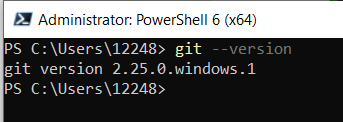 Administrator: PowerShell 6 (x64)
PS C:\Users\12248> git --version
git version 2.25.0.windows.1
PS C:\Users\12248>